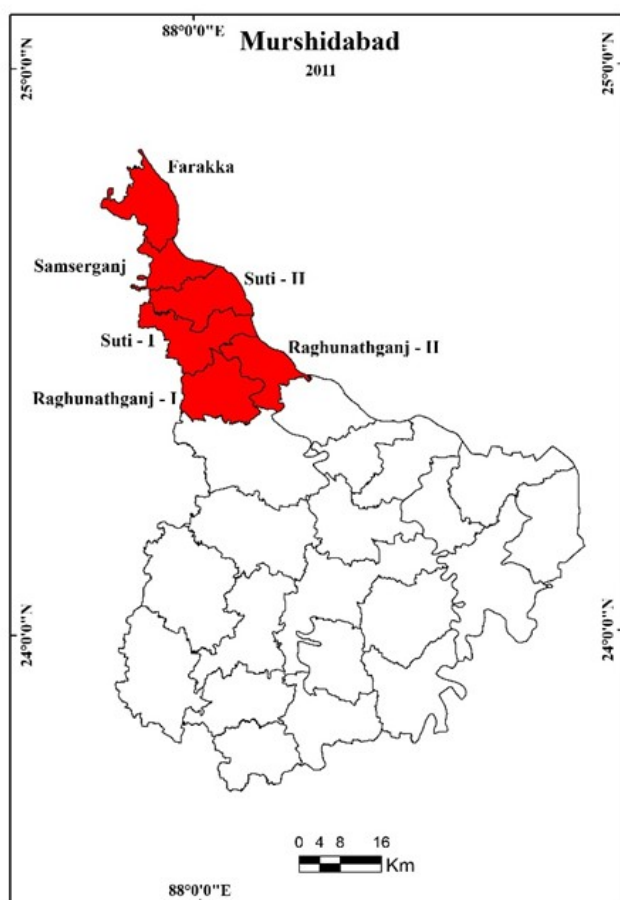 88°0'0"E
Murshidabad
2011
25°0'0"N
25°0'0"N
Farakka
Samserganj
Suti - II
Suti - I
Raghunathganj - II
Raghunathganj - I
24°0'0"N
24°0'0"N
0 4 8 16
Km
88°0'0"E